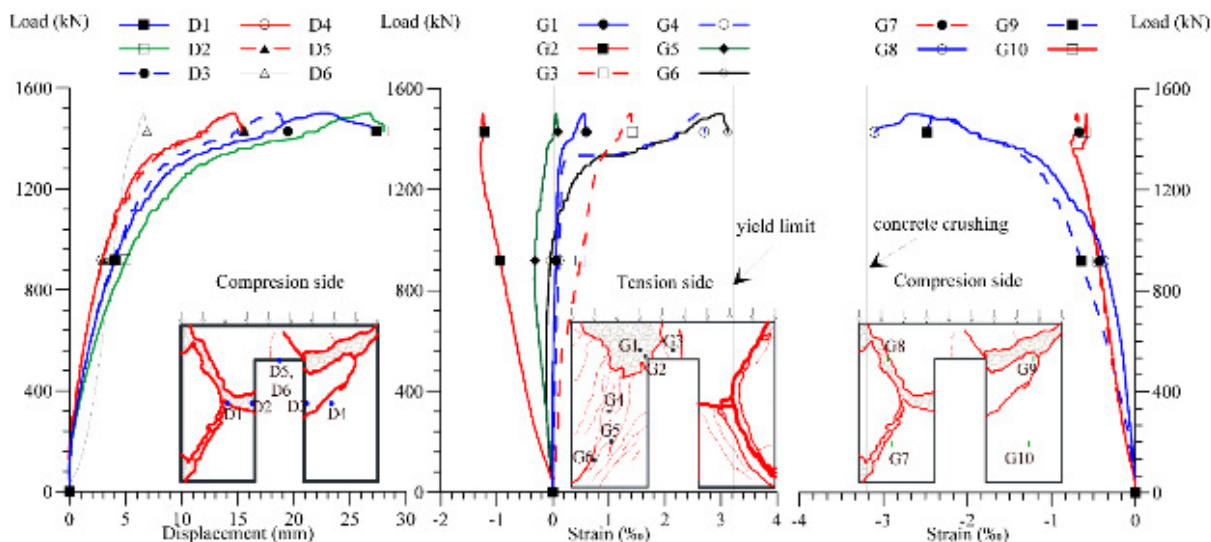 Load (kN)
D1 D4
D2 D5
D3 D6
1600
1200
800
400
0
0 5 10 15 20 25 30
Displacement (mm)
Compresion side
D5,
D6
D1 D2 D3 D4
Load (kN)
G1 G4
G2 G5
G3 G6
1600
1200
800
400
0
-2 -1 0 1 2 3 4
Strain (‰)
yield limit
Tension side
G1 G3
G2
G4
G5
G6
G7 G9
G8 G10
Load (kN)
1600
1200
800
400
0
-4 -3 -2 -1 0
Strain (‰)
concrete crushing
Compresion side
G8 G9
G7 G10